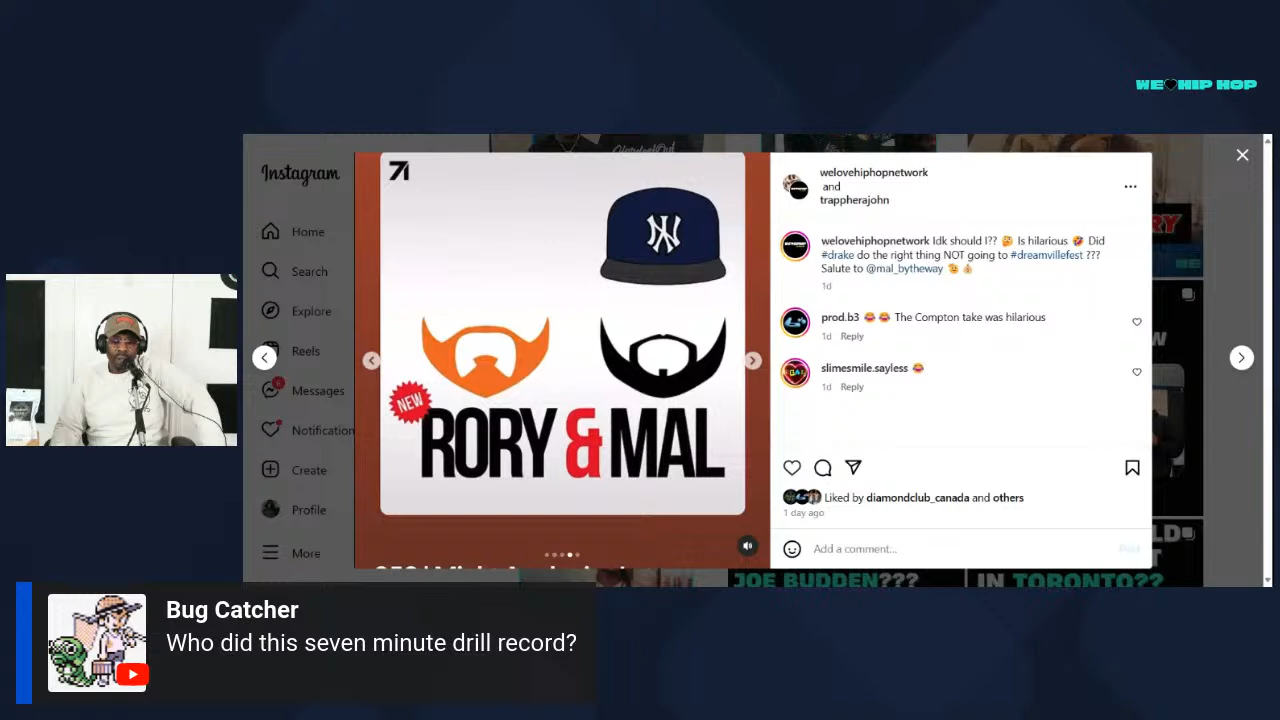 WE HIP HOP
Instagram
Home
Search
Explore
Reels
Messages
Notification
Create
Profile
More
6
NY
NEW
RORY & MAL
welovehiphopnetwork
and
trappherajohn
welovehiphopnetwork Idk should I?? 🤔 Is hilarious 🤣 Did
#drake do the right thing NOT going to #dreamvillefest ???
Salute to @mal_bytheway 🫡 👍🏽
1d
prod.b3 😂 😂 The Compton take was hilarious
1d Reply
slimesmile.sayless 😂
1d Reply
Liked by diamondclub_canada and others
1 day ago
Add a comment...
Post
JOE BUDDEN???
IN TORONTO??
Bug Catcher
Who did this seven minute drill record?